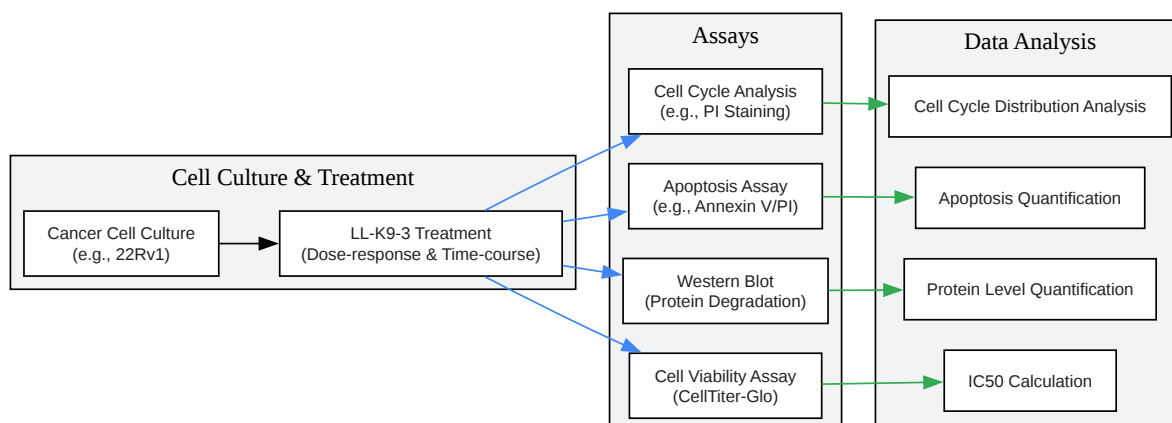 Cell Culture & Treatment
Cancer Cell Culture
(e.g., 22Rv1)
LL-K9-3 Treatment
(Dose-response & Time-course)
Assays
Cell Cycle Analysis
(e.g., PI Staining)
Apoptosis Assay
(e.g., Annexin V/PI)
Western Blot
(Protein Degradation)
Cell Viability Assay
(CellTiter-Glo)
Data Analysis
Cell Cycle Distribution Analysis
Apoptosis Quantification
Protein Level Quantification
IC50 Calculation